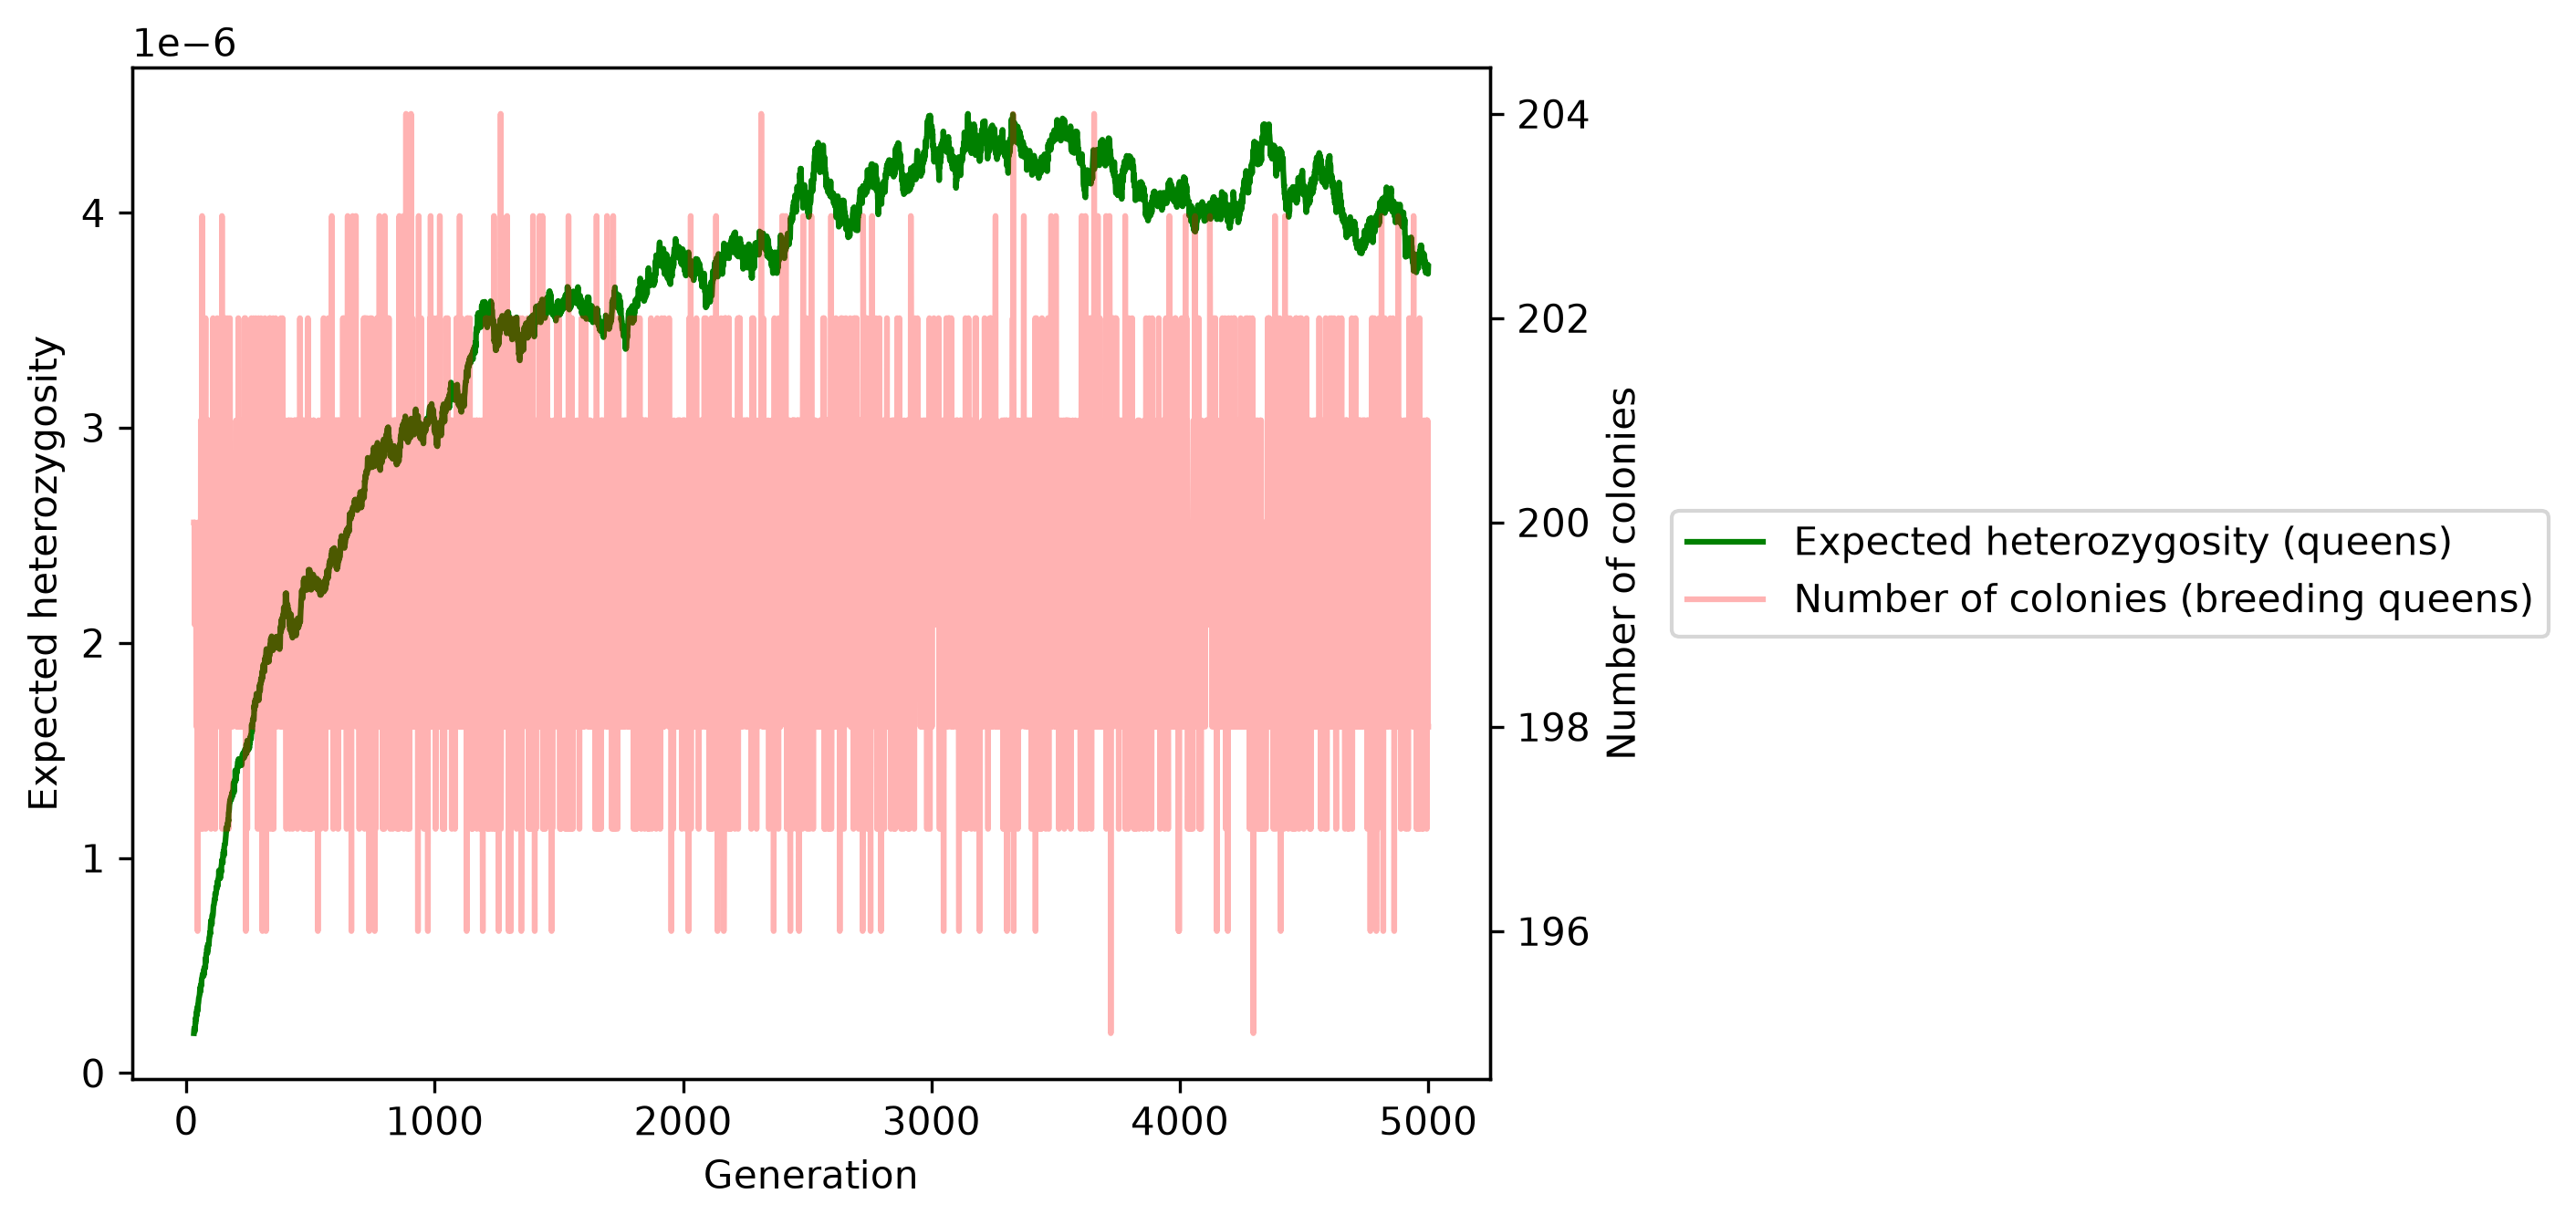 1e−6
Expected heterozygosity
4
3
2
1
0
0 1000 2000 3000 4000 5000
Generation
204
202
200
198
196
Number of colonies
Expected heterozygosity (queens)
Number of colonies (breeding queens)